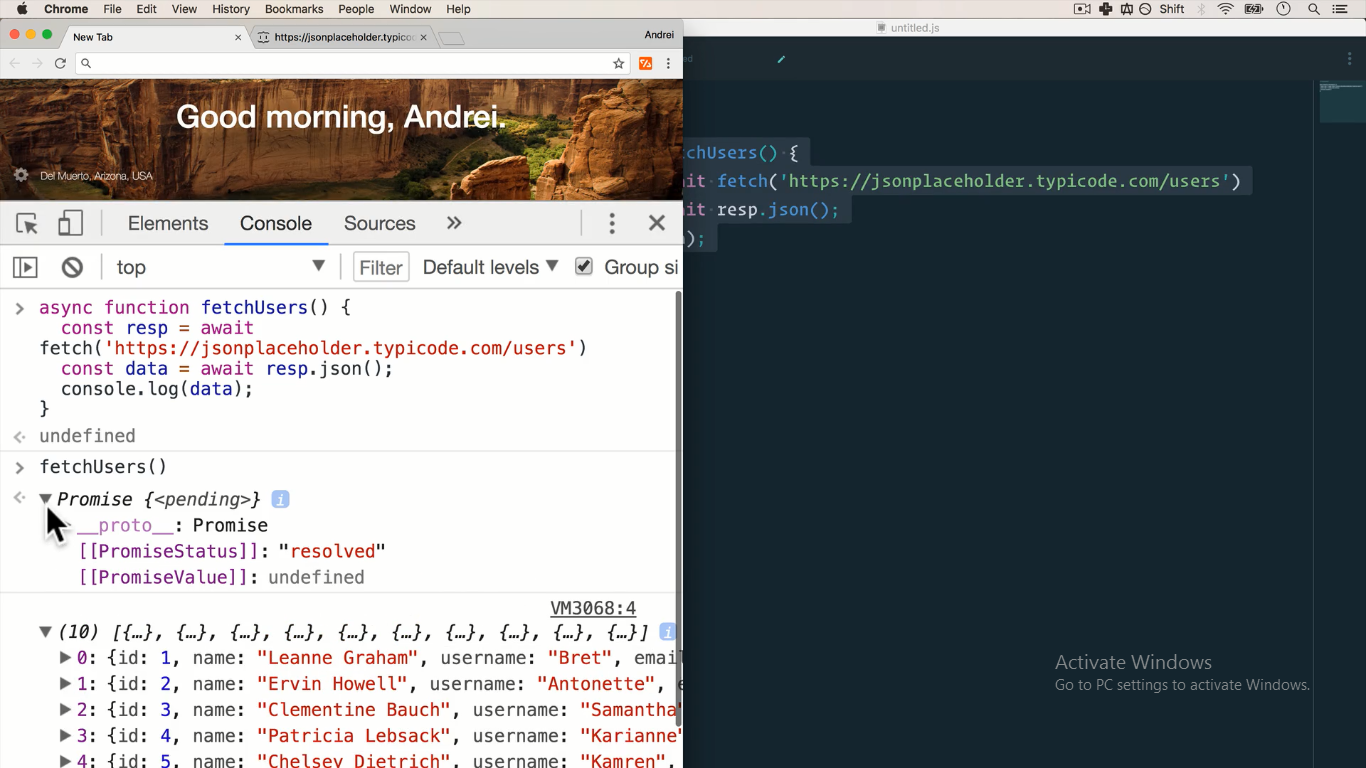 Chrome File Edit View History Bookmarks People Window Help Shift
New Tab https://jsonplaceholder.typico Andrei
untitled.js
Good morning, Andrei.
Del Muerto, Arizona, USA
Elements Console Sources
top Filter Default levels Group si
async function fetchUsers() {
const resp = await
fetch('https://jsonplaceholder.typicode.com/users')
const data = await resp.json();
console.log(data);
}
undefined
fetchUsers()
Promise {<pending>} i
__proto__: Promise
[[PromiseStatus]]: "resolved"
[[PromiseValue]]: undefined
VM3068:4
(10) [{…}, {…}, {…}, {…}, {…}, {…}, {…}, {…}, {…}, {…}] i
0: {id: 1, name: "Leanne Graham", username: "Bret", email
1: {id: 2, name: "Ervin Howell", username: "Antonette", e
2: {id: 3, name: "Clementine Bauch", username: "Samantha"
3: {id: 4, name: "Patricia Lebsack", username: "Karianne"
4: {id: 5, name: "Chelsey Dietrich", username: "Kamren",
chUsers() {
it fetch('https://jsonplaceholder.typicode.com/users')
it resp.json();
);
Activate Windows
Go to PC settings to activate Windows.